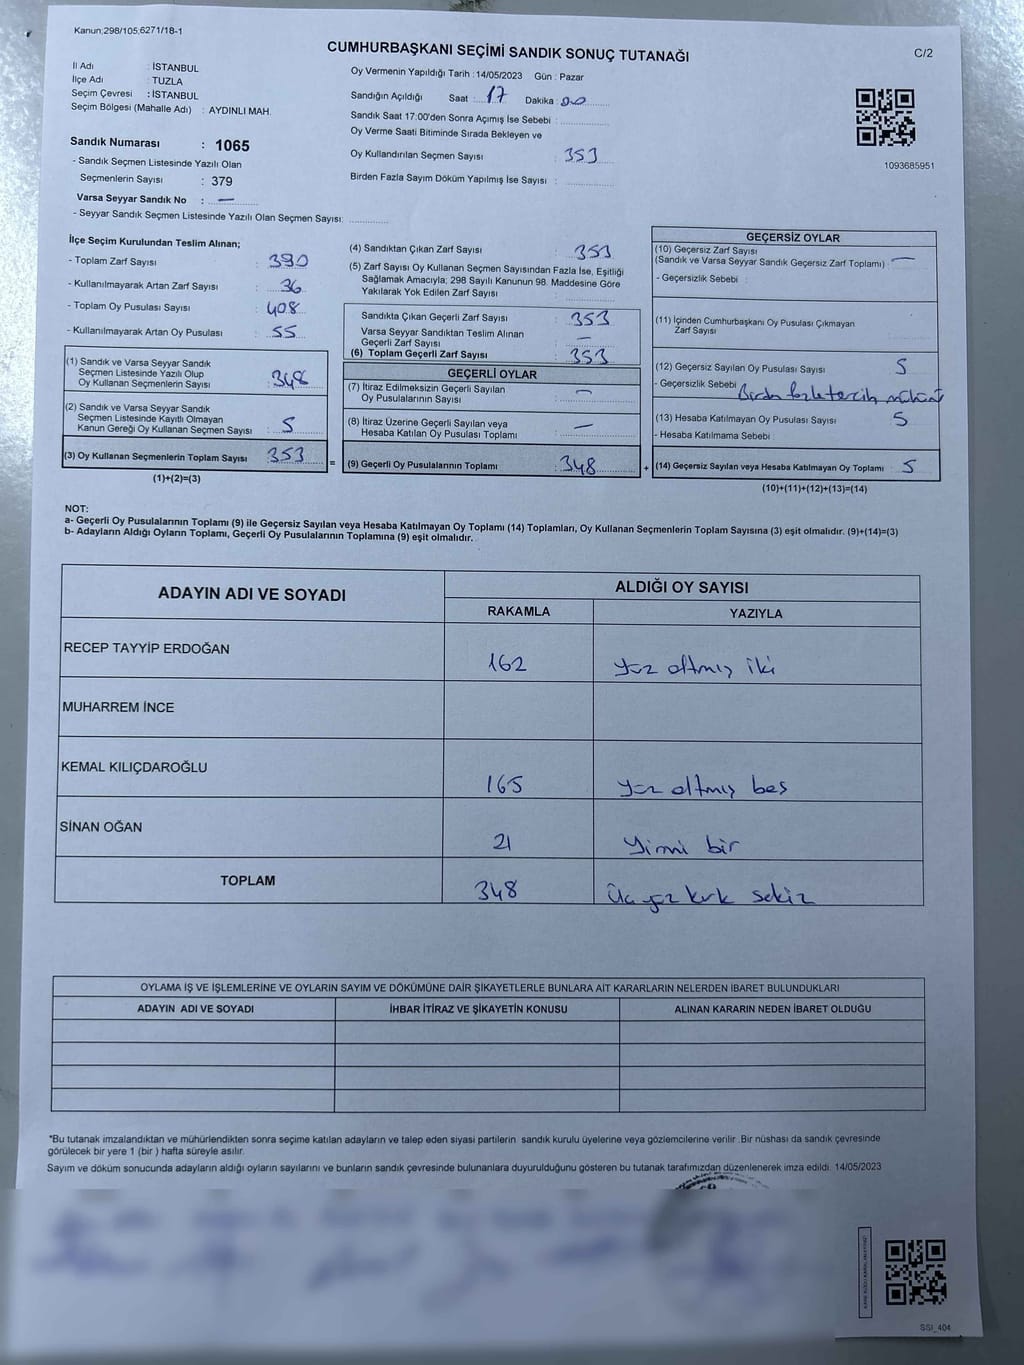 Kanun;298/105;6271/18-1
CUMHURBAŞKANI SEÇİMİ SANDIK SONUÇ TUTANAĞI
C/2
İl Adı : İSTANBUL
İlçe Adı : TUZLA
Seçim Çevresi : İSTANBUL
Seçim Bölgesi (Mahalle Adı) : AYDINLI MAH.
Sandık Numarası : 1065
- Sandık Seçmen Listesinde Yazılı Olan
Seçmenlerin Sayısı : 379
Varsa Seyyar Sandık No : —
- Seyyar Sandık Seçmen Listesinde Yazılı Olan Seçmen Sayısı:
Oy Vermenin Yapıldığı Tarih : 14/05/2023 Gün : Pazar
Sandığın Açıldığı Saat : 17 Dakika : 00
Sandık Saat 17:00'den Sonra Açımış İse Sebebi :
Oy Verme Saati Bitiminde Sırada Bekleyen ve
Oy Kullandırılan Seçmen Sayısı : 353
Birden Fazla Sayım Döküm Yapılmış İse Sayısı :
1093685951
İlçe Seçim Kurulundan Teslim Alınan;
- Toplam Zarf Sayısı : 390
- Kullanılmayarak Artan Zarf Sayısı : 36
- Toplam Oy Pusulası Sayısı : 408
- Kullanılmayarak Artan Oy Pusulası : 55
(1) Sandık ve Varsa Seyyar Sandık
Seçmen Listesinde Yazılı Olup
Oy Kullanan Seçmenlerin Sayısı : 348
(2) Sandık ve Varsa Seyyar Sandık
Seçmen Listesinde Kayıtlı Olmayan
Kanun Gereği Oy Kullanan Seçmen Sayısı : 5
(3) Oy Kullanan Seçmenlerin Toplam Sayısı : 353 =
(1)+(2)=(3)
(4) Sandıktan Çıkan Zarf Sayısı : 353
(5) Zarf Sayısı Oy Kullanan Seçmen Sayısından Fazla İse, Eşitliği
Sağlamak Amacıyla; 298 Sayılı Kanunun 98. Maddesine Göre
Yakılarak Yok Edilen Zarf Sayısı :
Sandıkta Çıkan Geçerli Zarf Sayısı : 353
Varsa Seyyar Sandıktan Teslim Alınan
Geçerli Zarf Sayısı : —
(6) Toplam Geçerli Zarf Sayısı : 353
GEÇERLİ OYLAR
(7) İtiraz Edilmeksizin Geçerli Sayılan
Oy Pusulalarının Sayısı : —
(8) İtiraz Üzerine Geçerli Sayılan veya
Hesaba Katılan Oy Pusulası Toplamı : —
(9) Geçerli Oy Pusulalarının Toplamı : 348 +
GEÇERSİZ OYLAR
(10) Geçersiz Zarf Sayısı
(Sandık ve Varsa Seyyar Sandık Geçersiz Zarf Toplamı) : —
- Geçersizlik Sebebi :
(11) İçinden Cumhurbaşkanı Oy Pusulası Çıkmayan
Zarf Sayısı
(12) Geçersiz Sayılan Oy Pusulası Sayısı 5
- Geçersizlik Sebebi Birden fazla tercih mührü
(13) Hesaba Katılmayan Oy Pusulası Sayısı 5
- Hesaba Katılmama Sebebi :
(14) Geçersiz Sayılan veya Hesaba Katılmayan Oy Toplamı : 5
(10)+(11)+(12)+(13)=(14)
NOT:
a- Geçerli Oy Pusulalarının Toplamı (9) ile Geçersiz Sayılan veya Hesaba Katılmayan Oy Toplamı (14) Toplamları, Oy Kullanan Seçmenlerin Toplam Sayısına (3) eşit olmalıdır. (9)+(14)=(3)
b- Adayların Aldığı Oyların Toplamı, Geçerli Oy Pusulalarının Toplamına (9) eşit olmalıdır.
ADAYIN ADI VE SOYADI
ALDIĞI OY SAYISI
RAKAMLA YAZIYLA
RECEP TAYYİP ERDOĞAN 162 Yüz altmış iki
MUHARREM İNCE
KEMAL KILIÇDAROĞLU 165 Yüz altmış beş
SİNAN OĞAN 21 Yirmi bir
TOPLAM 348 Üç yüz kırk sekiz
OYLAMA İŞ VE İŞLEMLERİNE VE OYLARIN SAYIM VE DÖKÜMÜNE DAİR ŞİKAYETLERLE BUNLARA AİT KARARLARIN NELERDEN İBARET BULUNDUKLARI
ADAYIN ADI VE SOYADI İHBAR İTİRAZ VE ŞİKAYETİN KONUSU ALINAN KARARIN NEDEN İBARET OLDUĞU
*Bu tutanak imzalandıktan ve mühürlendikten sonra seçime katılan adayların ve talep eden siyasi partilerin sandık kurulu üyelerine veya gözlemcilerine verilir .Bir nüshası da sandık çevresinde
görülecek bir yere 1 (bir ) hafta süreyle asılır.
Sayım ve döküm sonucunda adayların aldığı oyların sayılarını ve bunların sandık çevresinde bulunanlara duyurulduğunu gösteren bu tutanak tarafımızdan düzenlenerek imza edildi. 14/05/2023
SSI_404